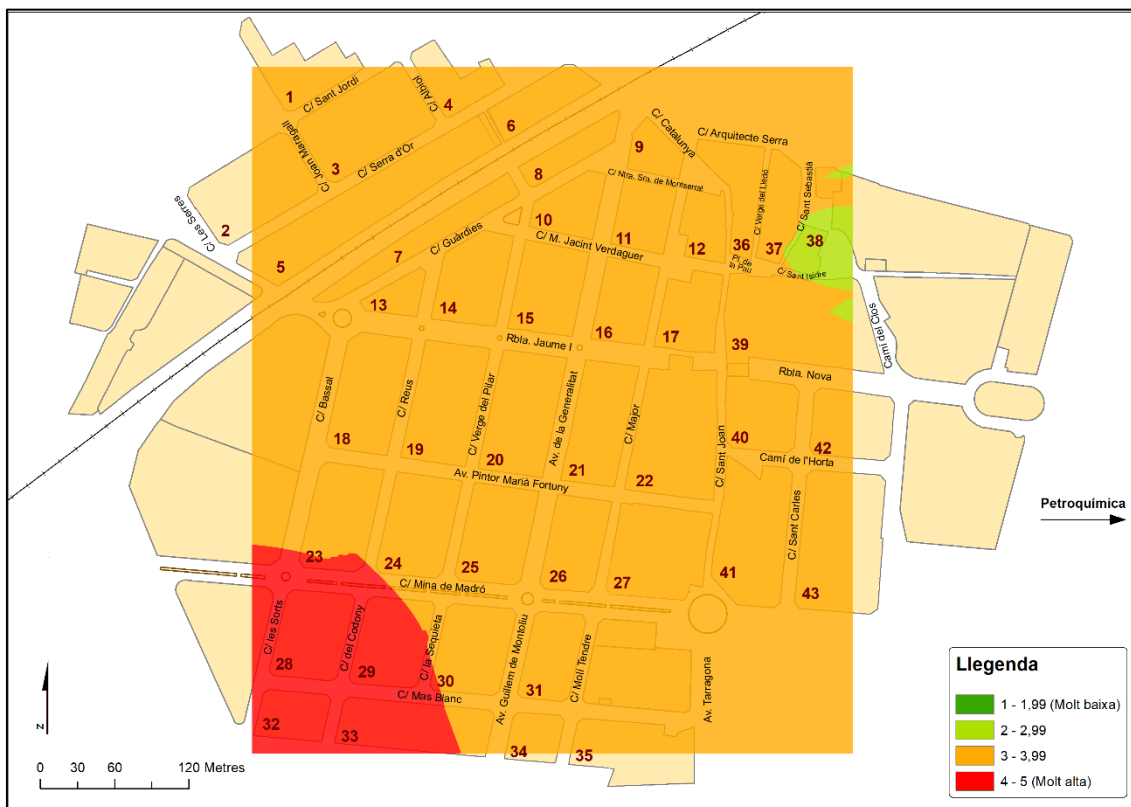 1
C/ Sant Jordi
C/ Albiol
4
6
C/ Joan Maragall
3
C/ Serra d'Or
C/ Les Serres
2
5
8
9
C/ Catalunya
C/ Arquitecte Serra
C/ Ntra. Sra. de Montserrat
C/ Verge del Lledó
C/ Sant Sebastià
10
C/ M. Jacint Verdaguer
11
12
36
37
38
Pl. de
la Pau
C/ Sant Isidre
C/ Guàrdies
7
13
14
15
16
17
39
Rbla. Jaume I
Rbla. Nova
Camí del Clos
C/ Bassal
C/ Reus
C/ Verge del Pilar
Av. de la Generalitat
C/ Major
C/ Sant Joan
18
19
20
21
22
40
42
Camí de l'Horta
Av. Pintor Marià Fortuny
C/ Sant Carles
Petroquímica
23
24
25
26
27
41
43
C/ Mina de Madró
C/ les Sorts
C/ del Codony
C/ la Sequieta
Av. Guillem de Montoliu
C/ Molí Tendre
Av. Tarragona
28
29
30
31
C/ Mas Blanc
32
33
34
35
N
0 30 60 120 Metres
Llegenda
1 - 1,99 (Molt baixa)
2 - 2,99
3 - 3,99
4 - 5 (Molt alta)